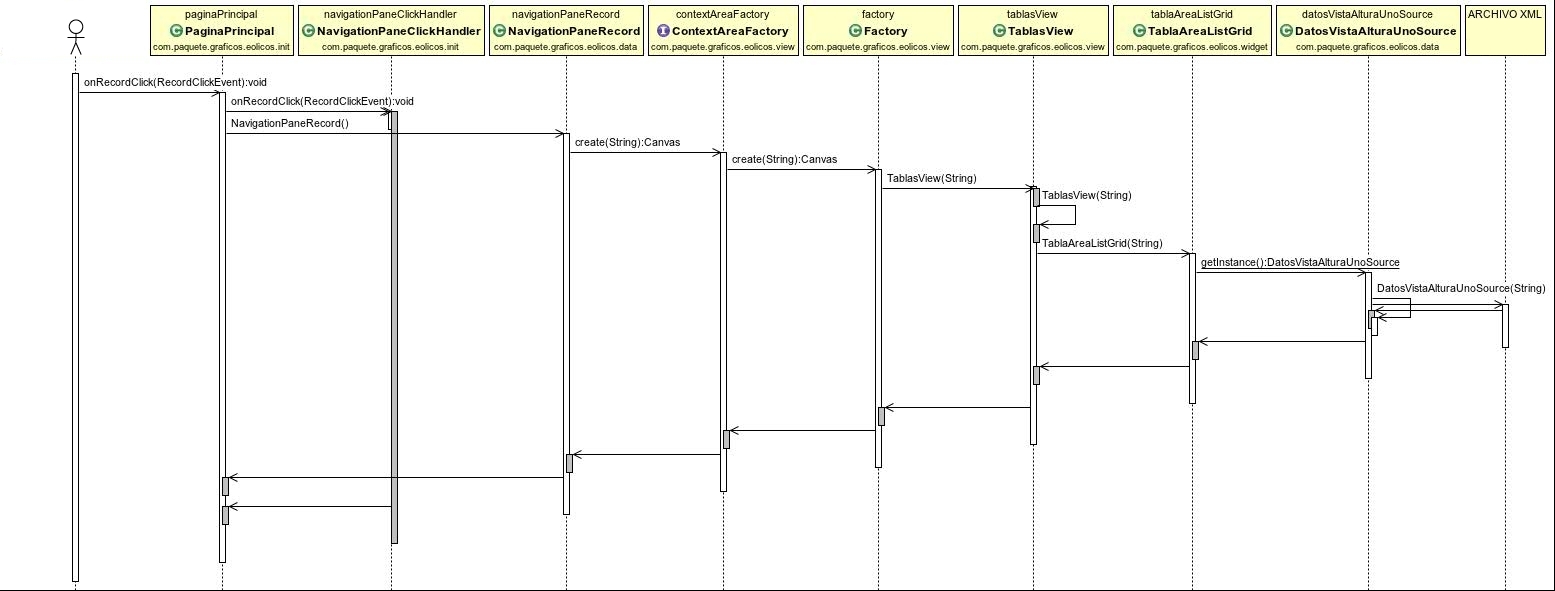 paginaPrincipal
PaginaPrincipal
com.paquete.graficos.eolicos.init
navigationPaneClickHandler
NavigationPaneClickHandler
com.paquete.graficos.eolicos.init
navigationPaneRecord
NavigationPaneRecord
com.paquete.graficos.eolicos.data
contextAreaFactory
ContextAreaFactory
com.paquete.graficos.eolicos.view
factory
Factory
com.paquete.graficos.eolicos.view
tablasView
TablasView
com.paquete.graficos.eolicos.view
tablaAreaListGrid
TablaAreaListGrid
com.paquete.graficos.eolicos.widget
datosVistaAlturaUnoSource
DatosVistaAlturaUnoSource
com.paquete.graficos.eolicos.data
ARCHIVO XML
onRecordClick(RecordClickEvent):void
onRecordClick(RecordClickEvent):void
NavigationPaneRecord()
create(String):Canvas
create(String):Canvas
TablasView(String)
TablasView(String)
TablaAreaListGrid(String)
getInstance():DatosVistaAlturaUnoSource
DatosVistaAlturaUnoSource(String)